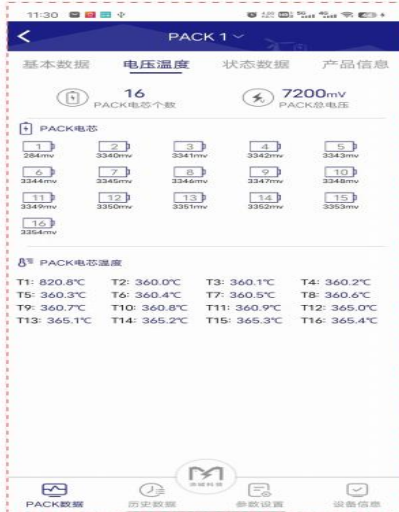 11:30
PACK 1
基本数据 电压温度 状态数据 产品信息
16 7200mV
PACK电芯个数 PACK总电压
PACK电芯
1 2 3 4 5
284mv 3340mv 3341mv 3342mv 3343mv
6 7 8 9 10
3344mv 3345mv 3346mv 3347mv 3348mv
11 12 13 14 15
3349mv 3350mv 3351mv 3352mv 3353mv
16
3354mv
PACK电芯温度
T1: 820.8℃ T2: 360.0℃ T3: 360.1℃ T4: 360.2℃
T5: 360.3℃ T6: 360.4℃ T7: 360.5℃ T8: 360.6℃
T9: 360.7℃ T10: 360.8℃ T11: 360.9℃ T12: 365.0℃
T13: 365.1℃ T14: 365.2℃ T15: 365.3℃ T16: 365.4℃
PACK数据 历史数据 参数设置 设备信息